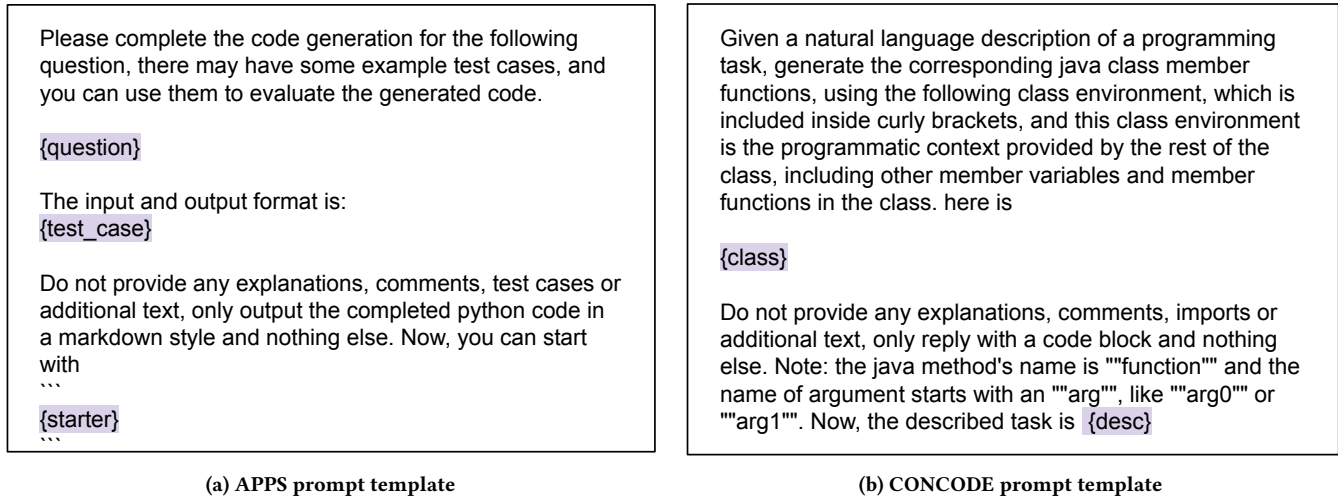 Please complete the code generation for the following
question, there may have some example test cases, and
you can use them to evaluate the generated code.
{question}
The input and output format is:
{test_case}
Do not provide any explanations, comments, test cases or
additional text, only output the completed python code in
a markdown style and nothing else. Now, you can start
with
```
{starter}
```
(a) APPS prompt template
Given a natural language description of a programming
task, generate the corresponding java class member
functions, using the following class environment, which is
included inside curly brackets, and this class environment
is the programmatic context provided by the rest of the
class, including other member variables and member
functions in the class. here is
{class}
Do not provide any explanations, comments, imports or
additional text, only reply with a code block and nothing
else. Note: the java method's name is ""function"" and the
name of argument starts with an ""arg"", like ""arg0"" or
""arg1"". Now, the described task is {desc}
(b) CONCODE prompt template